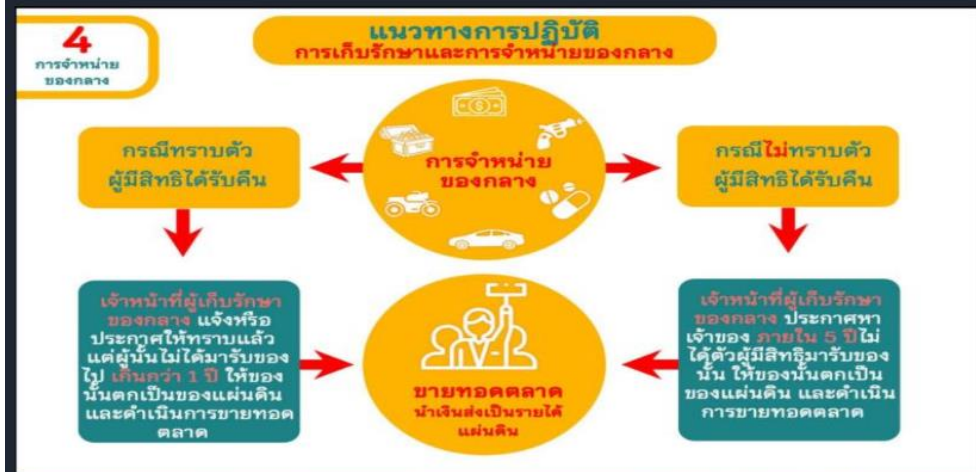 4
การจำหน่าย
ของกลาง
แนวทางการปฏิบัติ
การเก็บรักษาและการจำหน่ายของกลาง
กรณีทราบตัว
ผู้มีสิทธิได้รับคืน
การจำหน่าย
ของกลาง
กรณีไม่ทราบตัว
ผู้มีสิทธิได้รับคืน
เจ้าหน้าที่ผู้เก็บรักษา
ของกลาง แจ้งหรือ
ประกาศให้ทราบแล้ว
แต่ผู้นั้นไม่ได้มารับของ
ไป เกินกว่า 1 ปี ให้ของ
นั้นตกเป็นของแผ่นดิน
และดำเนินการขายทอด
ตลาด
ขายทอดตลาด
นำเงินส่งเป็นรายได้
แผ่นดิน
เจ้าหน้าที่ผู้เก็บรักษา
ของกลาง ประกาศหา
เจ้าของ ภายใน 5 ปีไม่
ได้ตัวผู้มีสิทธิมารับของ
นั้น ให้ของนั้นตกเป็น
ของแผ่นดิน และดำเนิน
การขายทอดตลาด